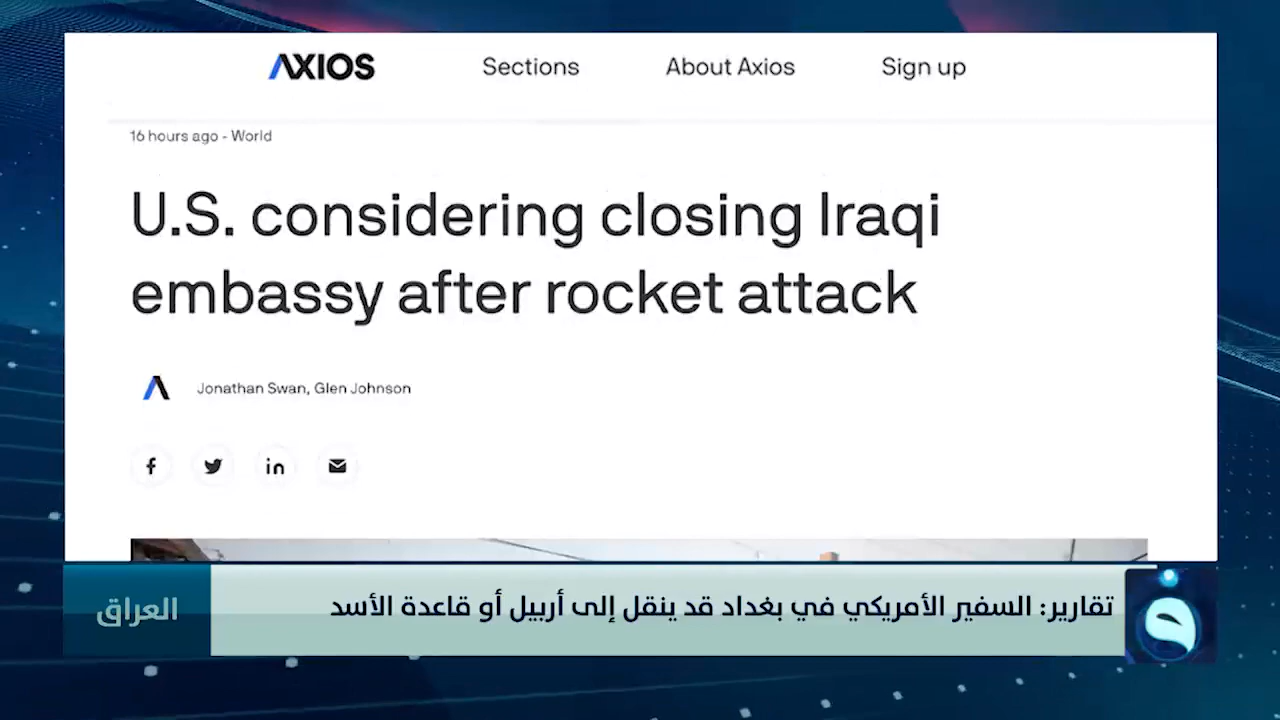 AXIOS Sections About Axios Sign up
16 hours ago - World
U.S. considering closing Iraqi
embassy after rocket attack
Jonathan Swan, Glen Johnson
تقارير: السفير الأمريكي في بغداد قد ينقل إلى أربيل أو قاعدة الأسد
العراق